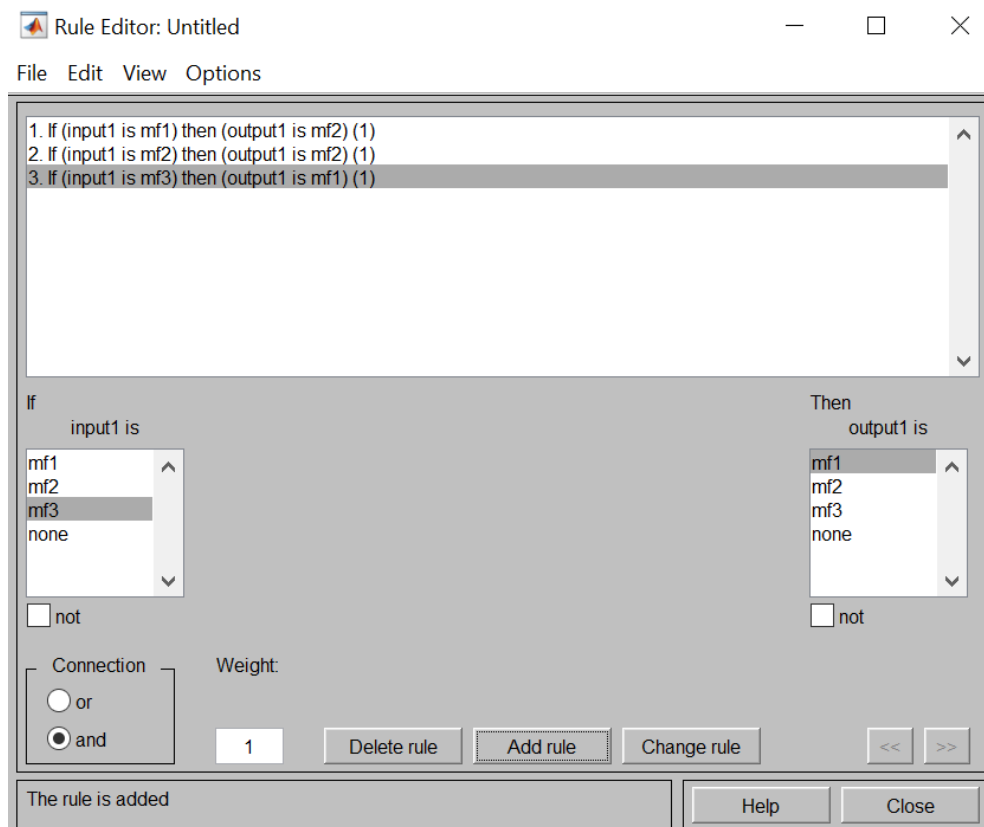 Rule Editor: Untitled
File Edit View Options
1. If (input1 is mf1) then (output1 is mf2) (1)
2. If (input1 is mf2) then (output1 is mf2) (1)
3. If (input1 is mf3) then (output1 is mf1) (1)
If
input1 is
mf1
mf2
mf3
none
not
Then
output1 is
mf1
mf2
mf3
none
not
Connection
or
and
Weight:
1
Delete rule
Add rule
Change rule
<<
>>
The rule is added
Help
Close